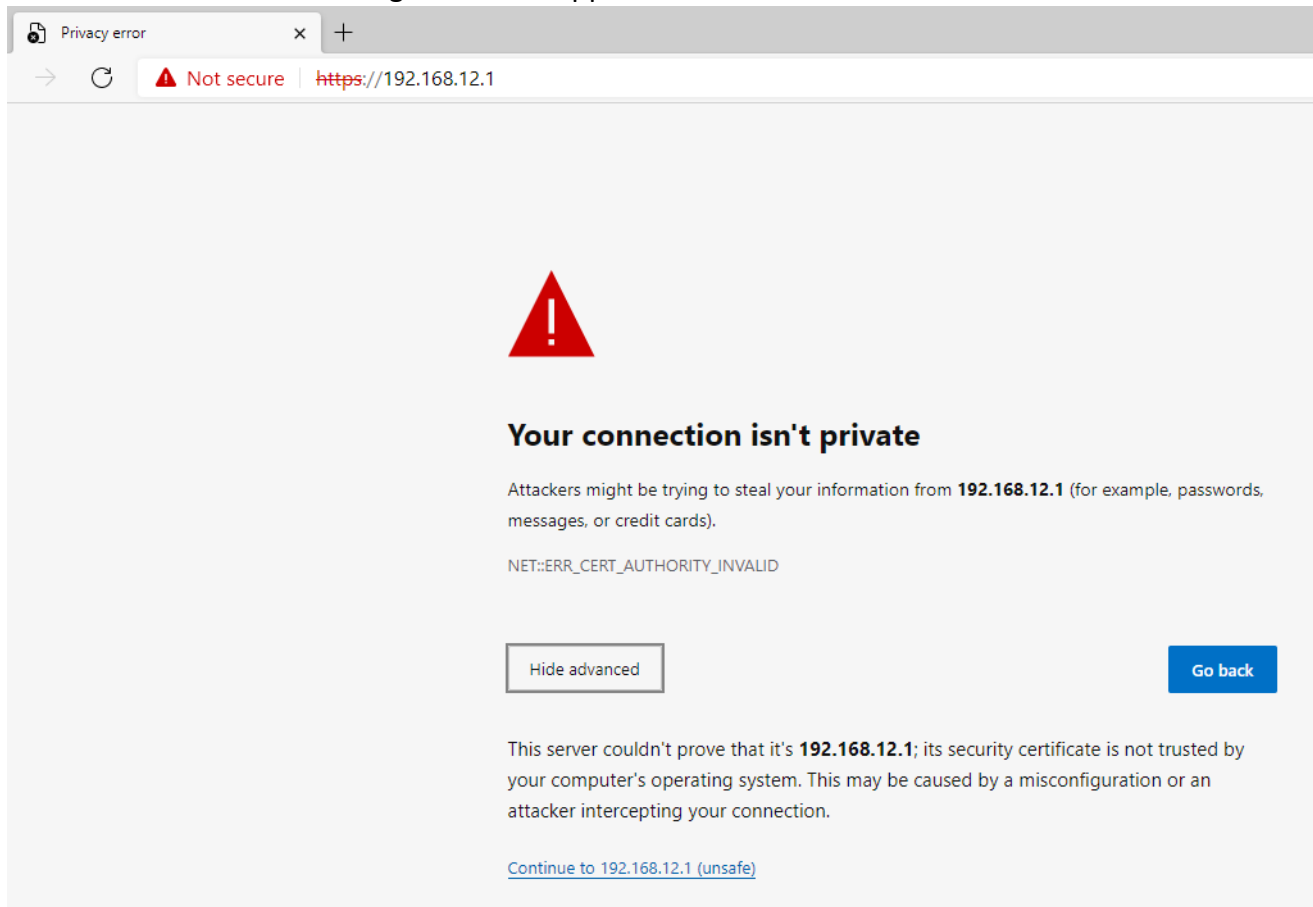 Privacy error
Not secure https://192.168.12.1
Your connection isn't private
Attackers might be trying to steal your information from 192.168.12.1 (for example, passwords,
messages, or credit cards).
NET::ERR_CERT_AUTHORITY_INVALID
Hide advanced
Go back
This server couldn't prove that it's 192.168.12.1; its security certificate is not trusted by
your computer's operating system. This may be caused by a misconfiguration or an
attacker intercepting your connection.
Continue to 192.168.12.1 (unsafe)